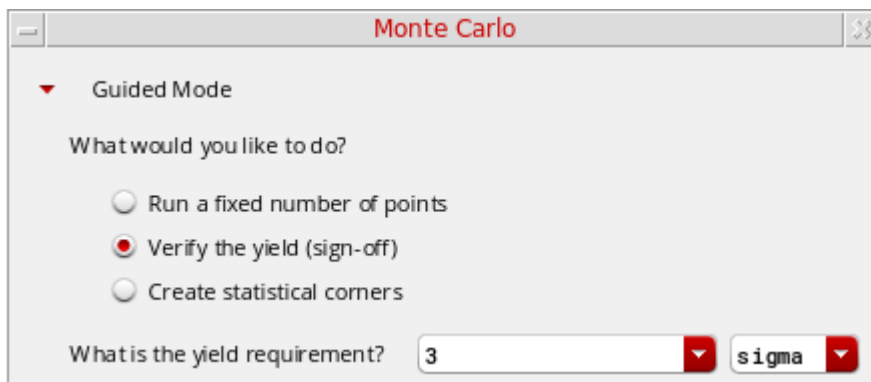 Monte Carlo
Guided Mode
What would you like to do?
Run a fixed number of points
Verify the yield (sign-off)
Create statistical corners
What is the yield requirement? 3 sigma